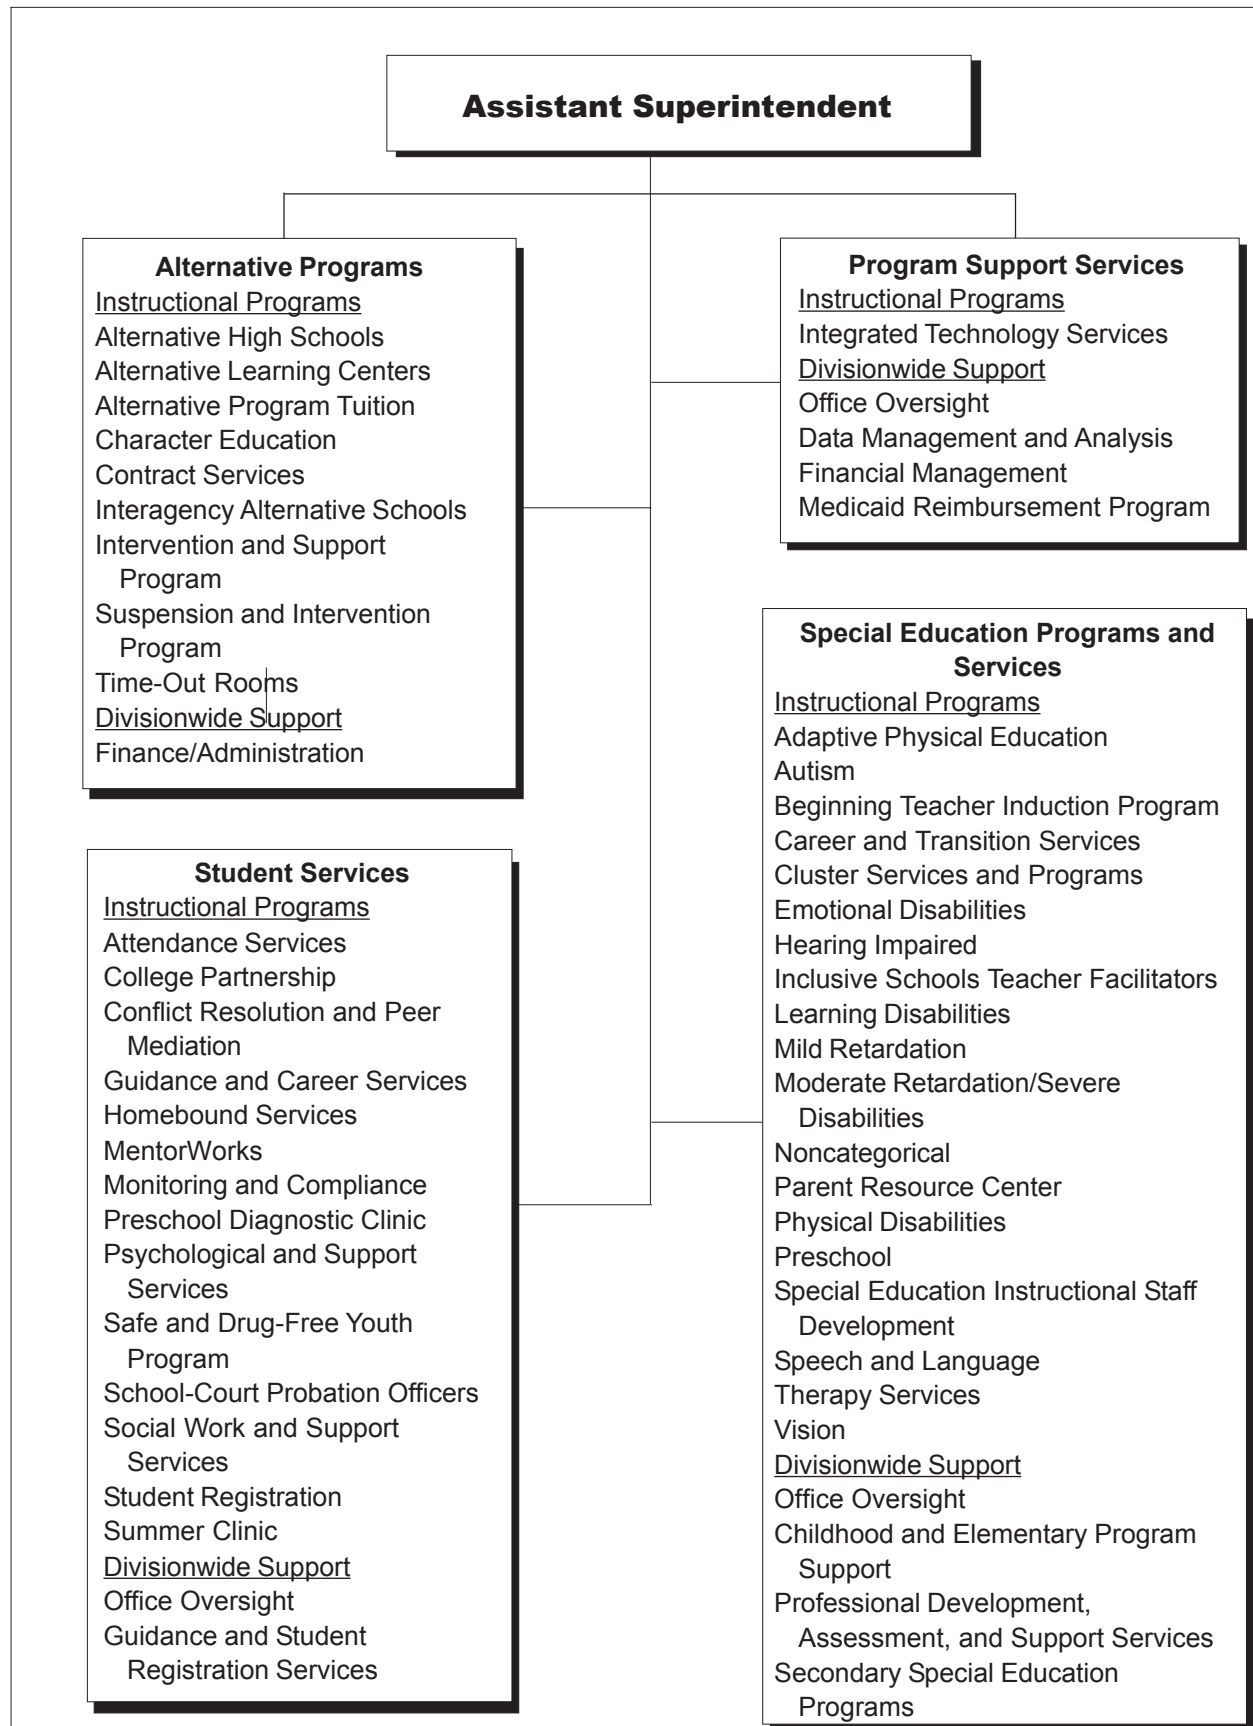 Assistant Superintendent
Alternative Programs
Instructional Programs
Alternative High Schools
Alternative Learning Centers
Alternative Program Tuition
Character Education
Contract Services
Interagency Alternative Schools
Intervention and Support
Program
Suspension and Intervention
Program
Time-Out Rooms
Divisionwide Support
Finance/Administration
Program Support Services
Instructional Programs
Integrated Technology Services
Divisionwide Support
Office Oversight
Data Management and Analysis
Financial Management
Medicaid Reimbursement Program
Student Services
Instructional Programs
Attendance Services
College Partnership
Conflict Resolution and Peer
Mediation
Guidance and Career Services
Homebound Services
MentorWorks
Monitoring and Compliance
Preschool Diagnostic Clinic
Psychological and Support
Services
Safe and Drug-Free Youth
Program
School-Court Probation Officers
Social Work and Support
Services
Student Registration
Summer Clinic
Divisionwide Support
Office Oversight
Guidance and Student
Registration Services
Special Education Programs and
Services
Instructional Programs
Adaptive Physical Education
Autism
Beginning Teacher Induction Program
Career and Transition Services
Cluster Services and Programs
Emotional Disabilities
Hearing Impaired
Inclusive Schools Teacher Facilitators
Learning Disabilities
Mild Retardation
Moderate Retardation/Severe
Disabilities
Noncategorical
Parent Resource Center
Physical Disabilities
Preschool
Special Education Instructional Staff
Development
Speech and Language
Therapy Services
Vision
Divisionwide Support
Office Oversight
Childhood and Elementary Program
Support
Professional Development,
Assessment, and Support Services
Secondary Special Education
Programs